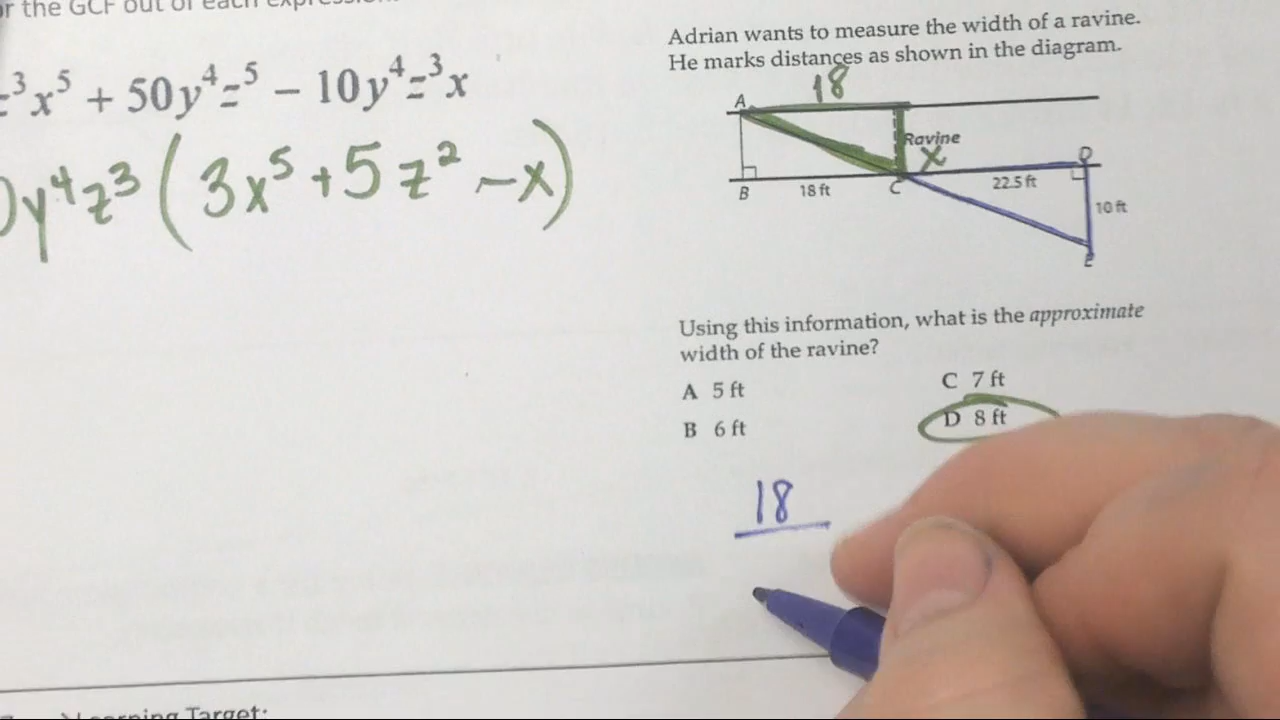 the GCF out of each
x⁵ + 50y⁴z⁵ − 10y⁴z³x
y⁴z³ (3x⁵ + 5z² − x)
Adrian wants to measure the width of a ravine.
He marks distances as shown in the diagram.
18
A
Ravine
X
D
B
18 ft
C
22.5 ft
10 ft
E
Using this information, what is the approximate
width of the ravine?
A 5 ft
C 7 ft
B 6 ft
D 8 ft
18
Target: